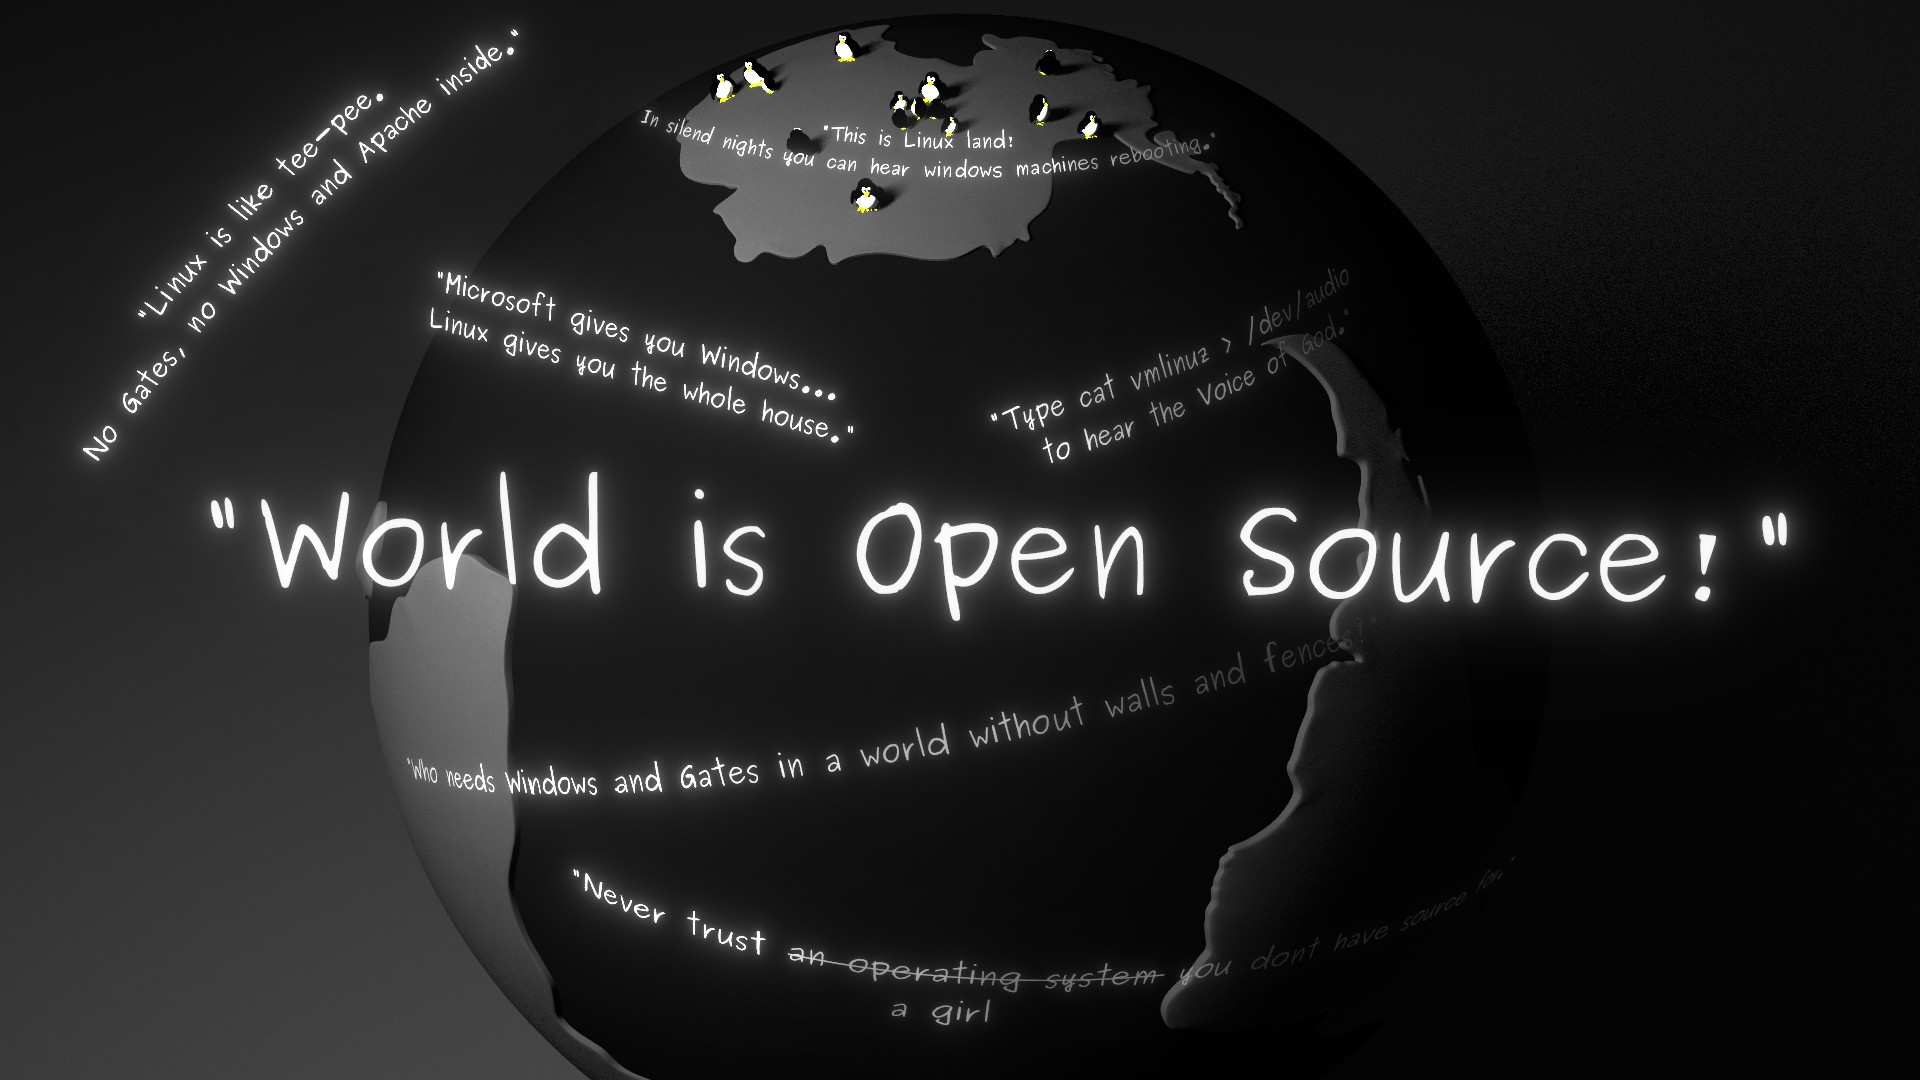 "Linux is like tee-pee.
No Gates, no Windows and Apache inside."
"This is Linux land!
In silend nights you can hear windows machines rebooting."
"Microsoft gives you Windows...
Linux gives you the whole house."
"Type cat vmlinuz > /dev/audio
to hear the Voice of God."
"World is Open Source!"
"Who needs Windows and Gates in a world without walls and fences?"
"Never trust an operating system you dont have source for."
a girl